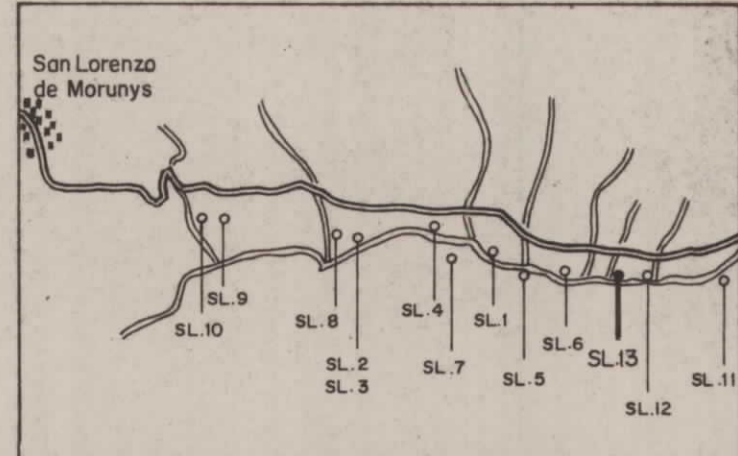 San Lorenzo
de Morunys
SL.10
SL.9
SL.8
SL.2
SL.3
SL.4
SL.7
SL.1
SL.5
SL.6
SL.13
SL.12
SL.11